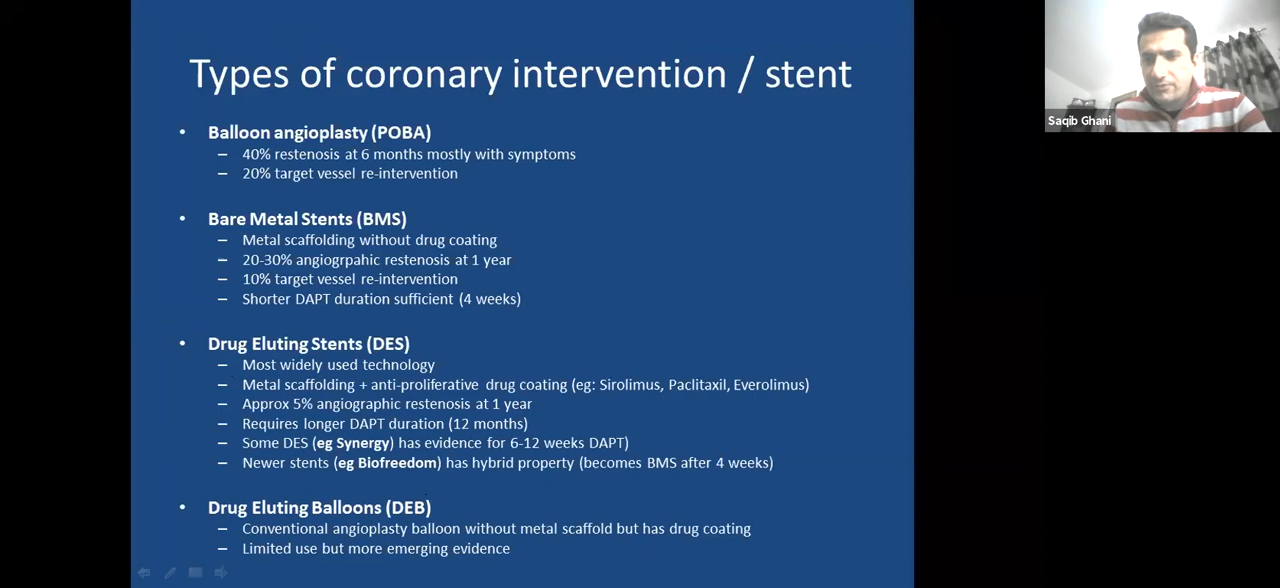 Types of coronary intervention / stent
• Balloon angioplasty (POBA)
– 40% restenosis at 6 months mostly with symptoms
– 20% target vessel re-intervention
• Bare Metal Stents (BMS)
– Metal scaffolding without drug coating
– 20-30% angiogrpahic restenosis at 1 year
– 10% target vessel re-intervention
– Shorter DAPT duration sufficient (4 weeks)
• Drug Eluting Stents (DES)
– Most widely used technology
– Metal scaffolding + anti-proliferative drug coating (eg: Sirolimus, Paclitaxil, Everolimus)
– Approx 5% angiographic restenosis at 1 year
– Requires longer DAPT duration (12 months)
– Some DES (eg Synergy) has evidence for 6-12 weeks DAPT)
– Newer stents (eg Biofreedom) has hybrid property (becomes BMS after 4 weeks)
• Drug Eluting Balloons (DEB)
– Conventional angioplasty balloon without metal scaffold but has drug coating
– Limited use but more emerging evidence
Saqib Ghani